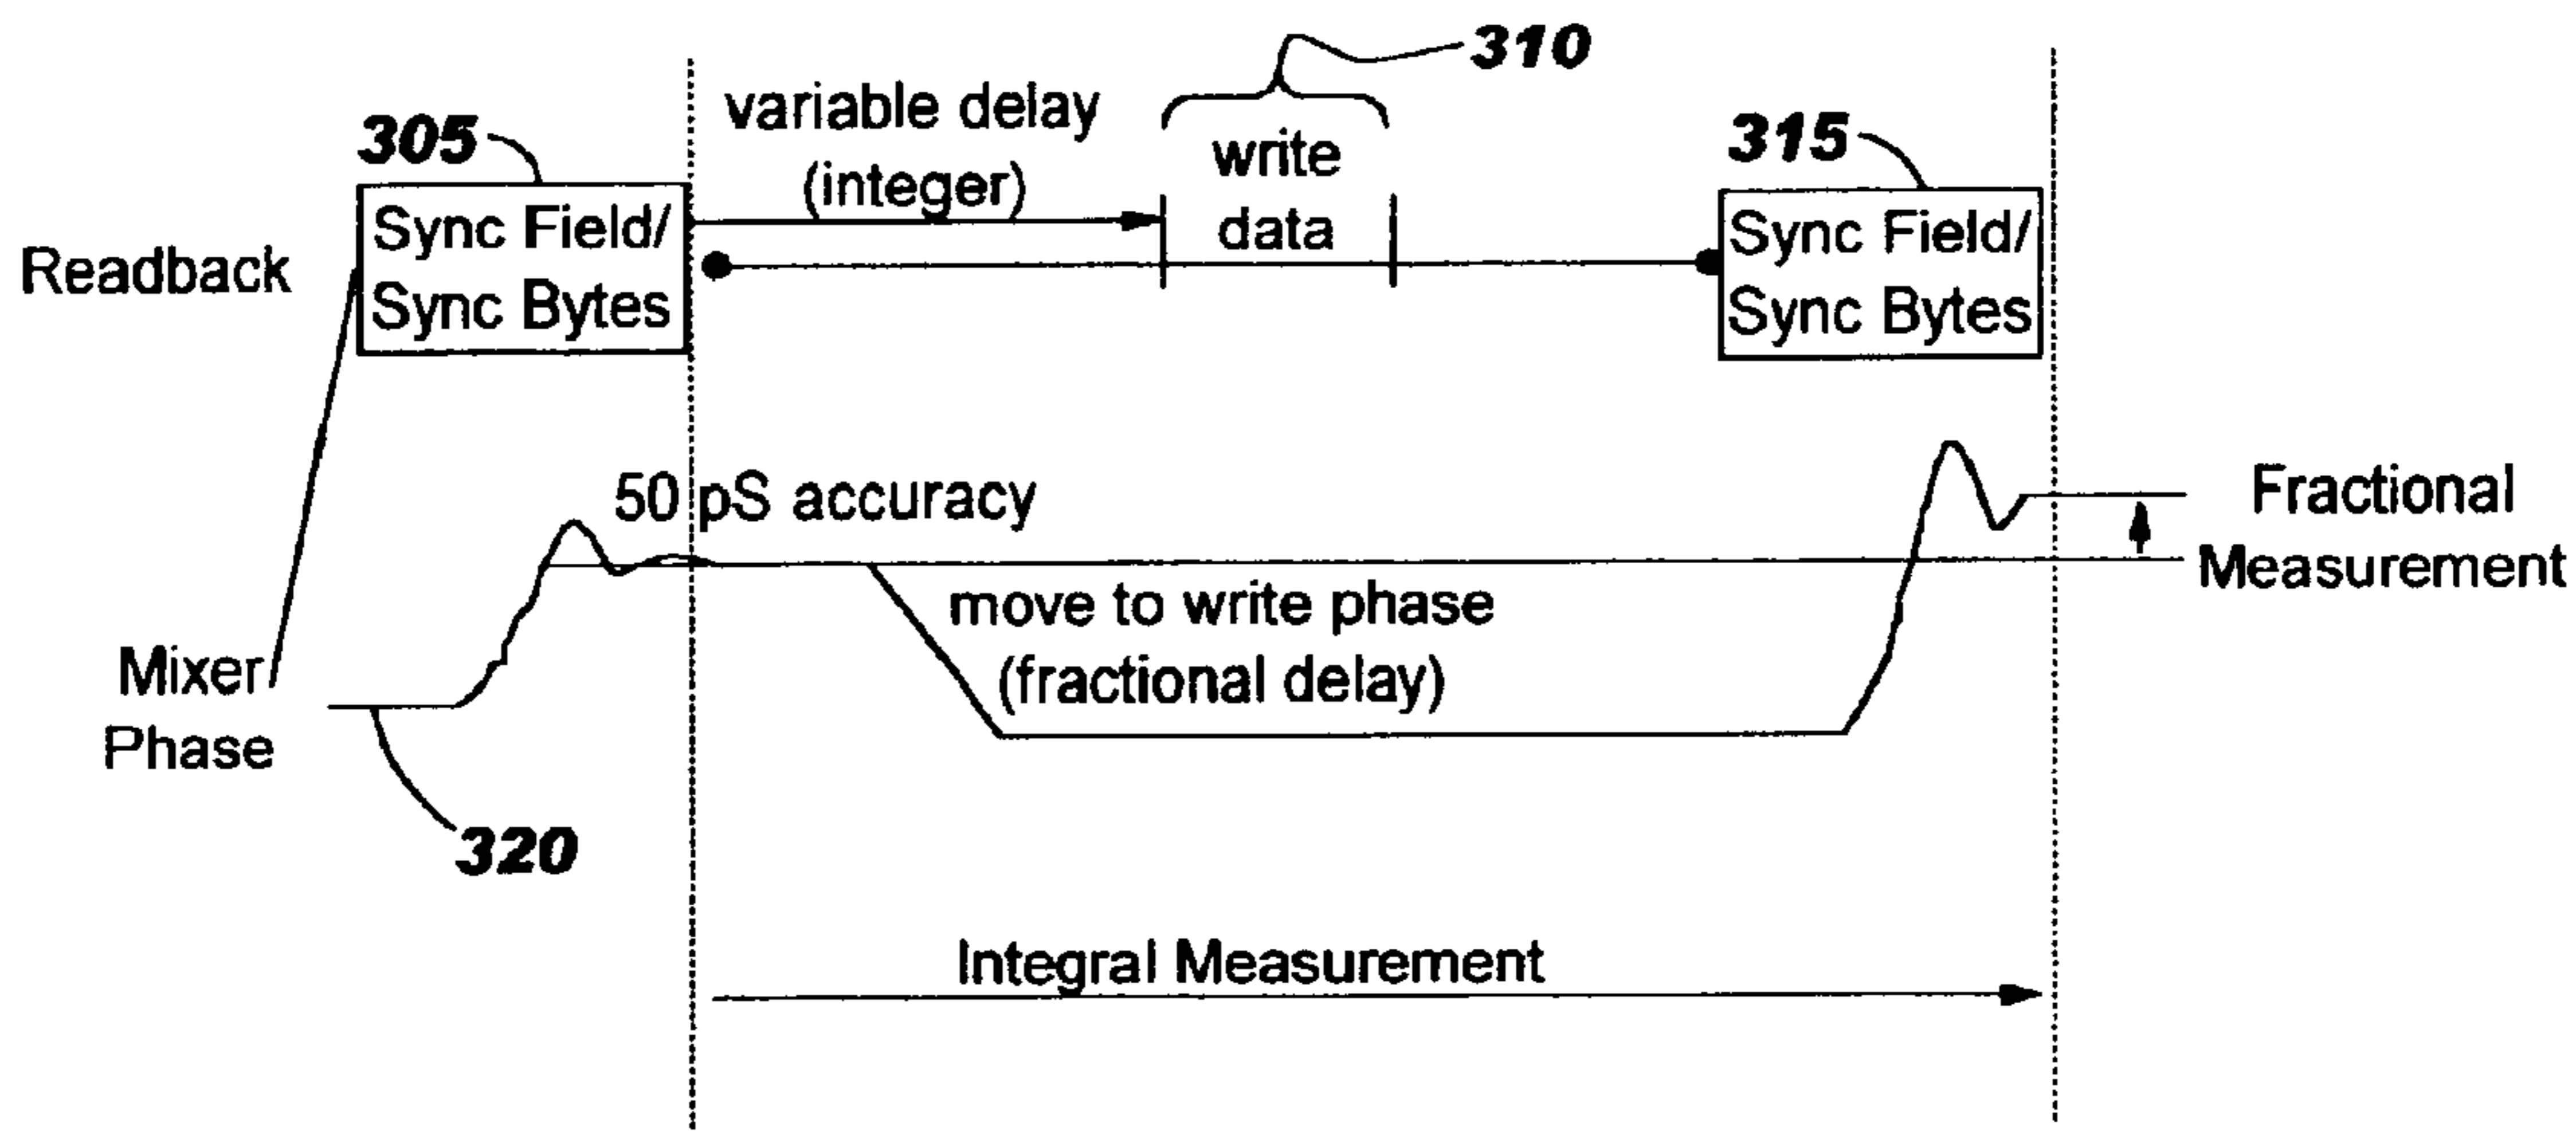 310
variable delay
(integer)
write
data
305
315
Readback
Sync Field/
Sync Bytes
Sync Field/
Sync Bytes
50 pS accuracy
Fractional
Measurement
move to write phase
(fractional delay)
Mixer
Phase
320
Integral Measurement